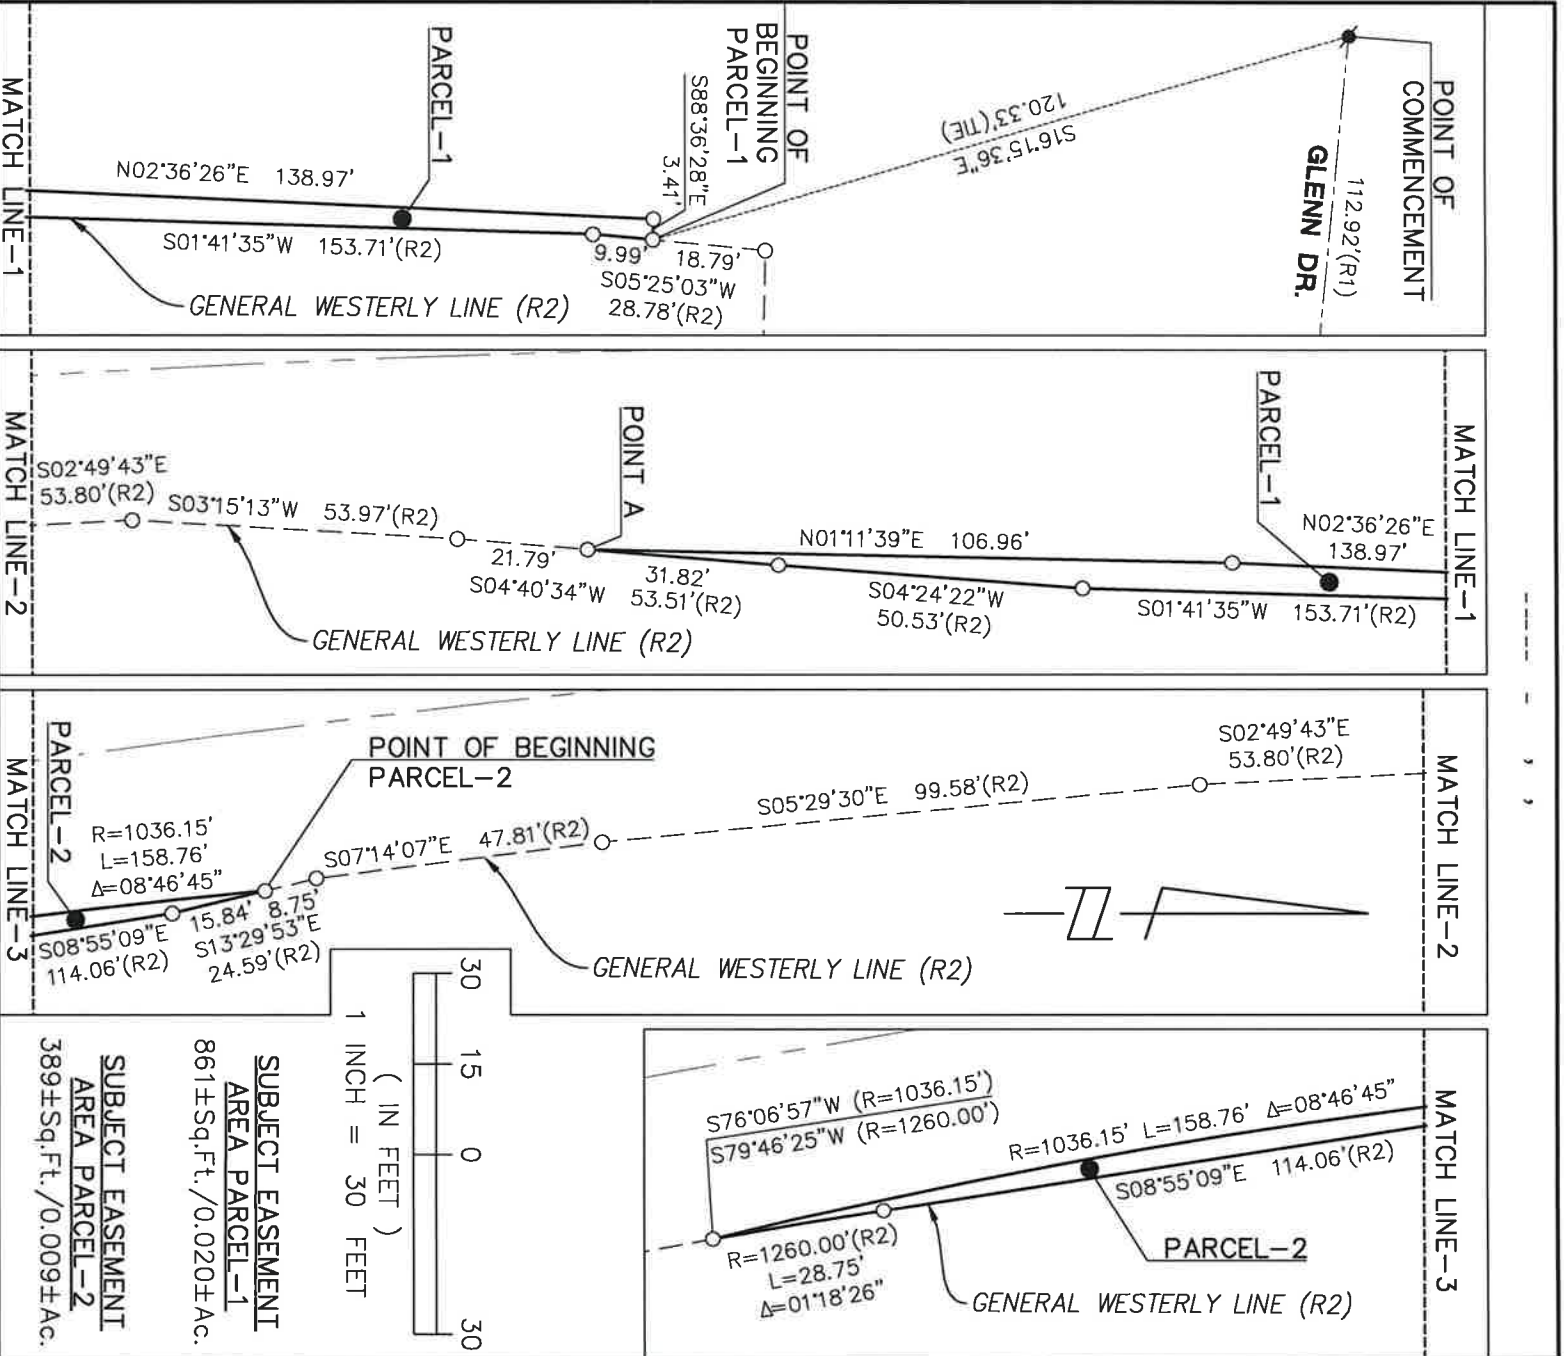 POINT OF
COMMENCEMENT
112.92'(R1)
GLENN DR.
S16°15'36"E
120.33'(TIE)
POINT OF
BEGINNING
PARCEL-1
S88°36'28"E
3.41'
PARCEL-1
N02°36'26"E 138.97'
S01°41'35"W 153.71'(R2)
9.99' 18.79'
S05°25'03"W
28.78'(R2)
GENERAL WESTERLY LINE (R2)
MATCH LINE-1
MATCH LINE-1
PARCEL-1
N02°36'26"E
138.97'
N01°11'39"E 106.96'
S01°41'35"W 153.71'(R2)
S04°24'22"W
50.53'(R2)
POINT A
31.82'
21.79'
S04°40'34"W 53.51'(R2)
S03°15'13"W 53.97'(R2)
S02°49'43"E
53.80'(R2)
GENERAL WESTERLY LINE (R2)
MATCH LINE-2
MATCH LINE-2
S02°49'43"E
53.80'(R2)
S05°29'30"E 99.58'(R2)
S07°14'07"E 47.81'(R2)
POINT OF BEGINNING
PARCEL-2
PARCEL-2
R=1036.15'
L=158.76'
Δ=08°46'45"
15.84' 8.75'
S13°29'53"E
24.59'(R2)
S08°55'09"E
114.06'(R2)
GENERAL WESTERLY LINE (R2)
N
MATCH LINE-3
MATCH LINE-3
R=1036.15' L=158.76' Δ=08°46'45"
S08°55'09"E 114.06'(R2)
S76°06'57"W (R=1036.15')
S79°46'25"W (R=1260.00')
R=1260.00'(R2)
L=28.75'
Δ=01°18'26"
PARCEL-2
GENERAL WESTERLY LINE (R2)
30 15 0 30
( IN FEET )
1 INCH = 30 FEET
SUBJECT EASEMENT
AREA PARCEL-1
861±Sq.Ft./0.020±Ac.
SUBJECT EASEMENT
AREA PARCEL-2
389±Sq.Ft./0.009±Ac.